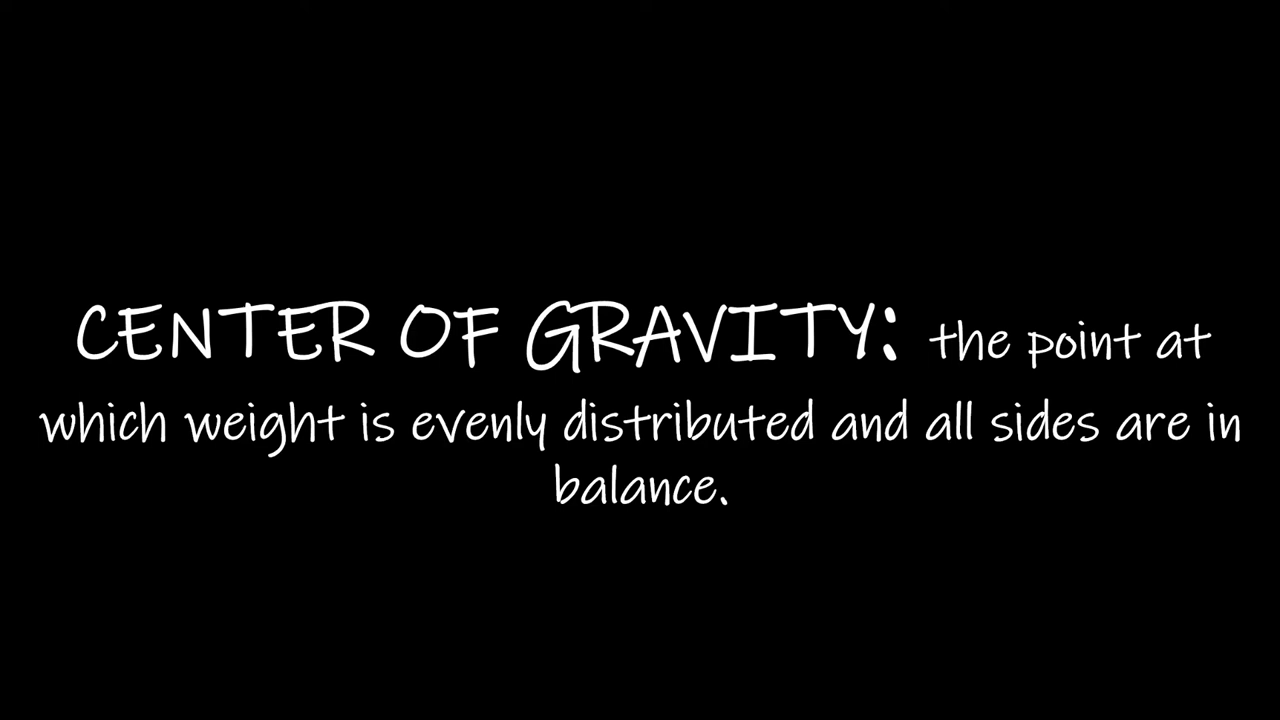 CENTER OF GRAVITY: the point at
which weight is evenly distributed and all sides are in
balance.